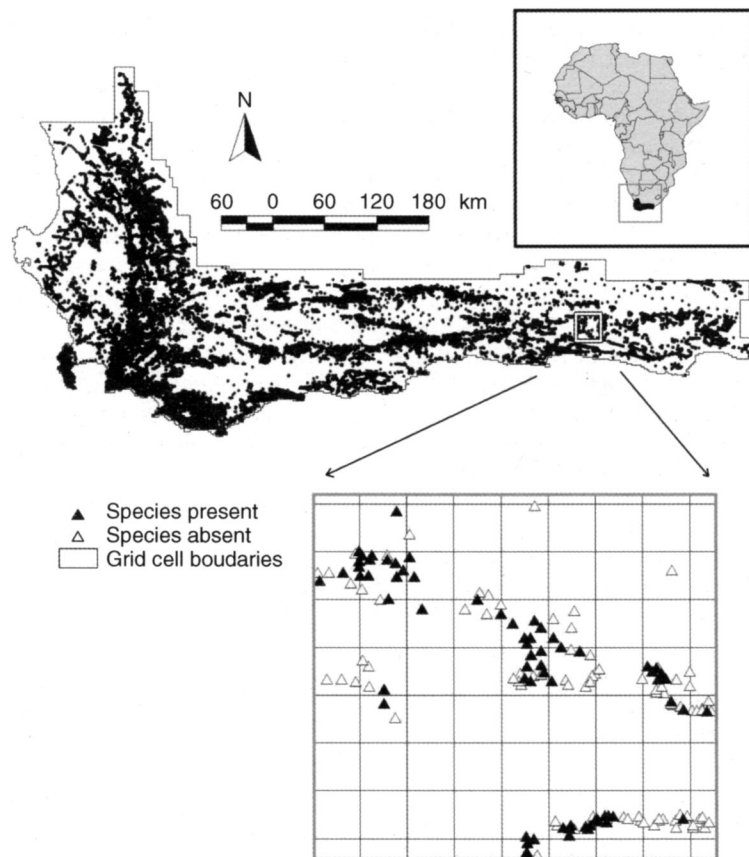 N
60 0 60 120 180 km
Species present
Species absent
Grid cell boudaries